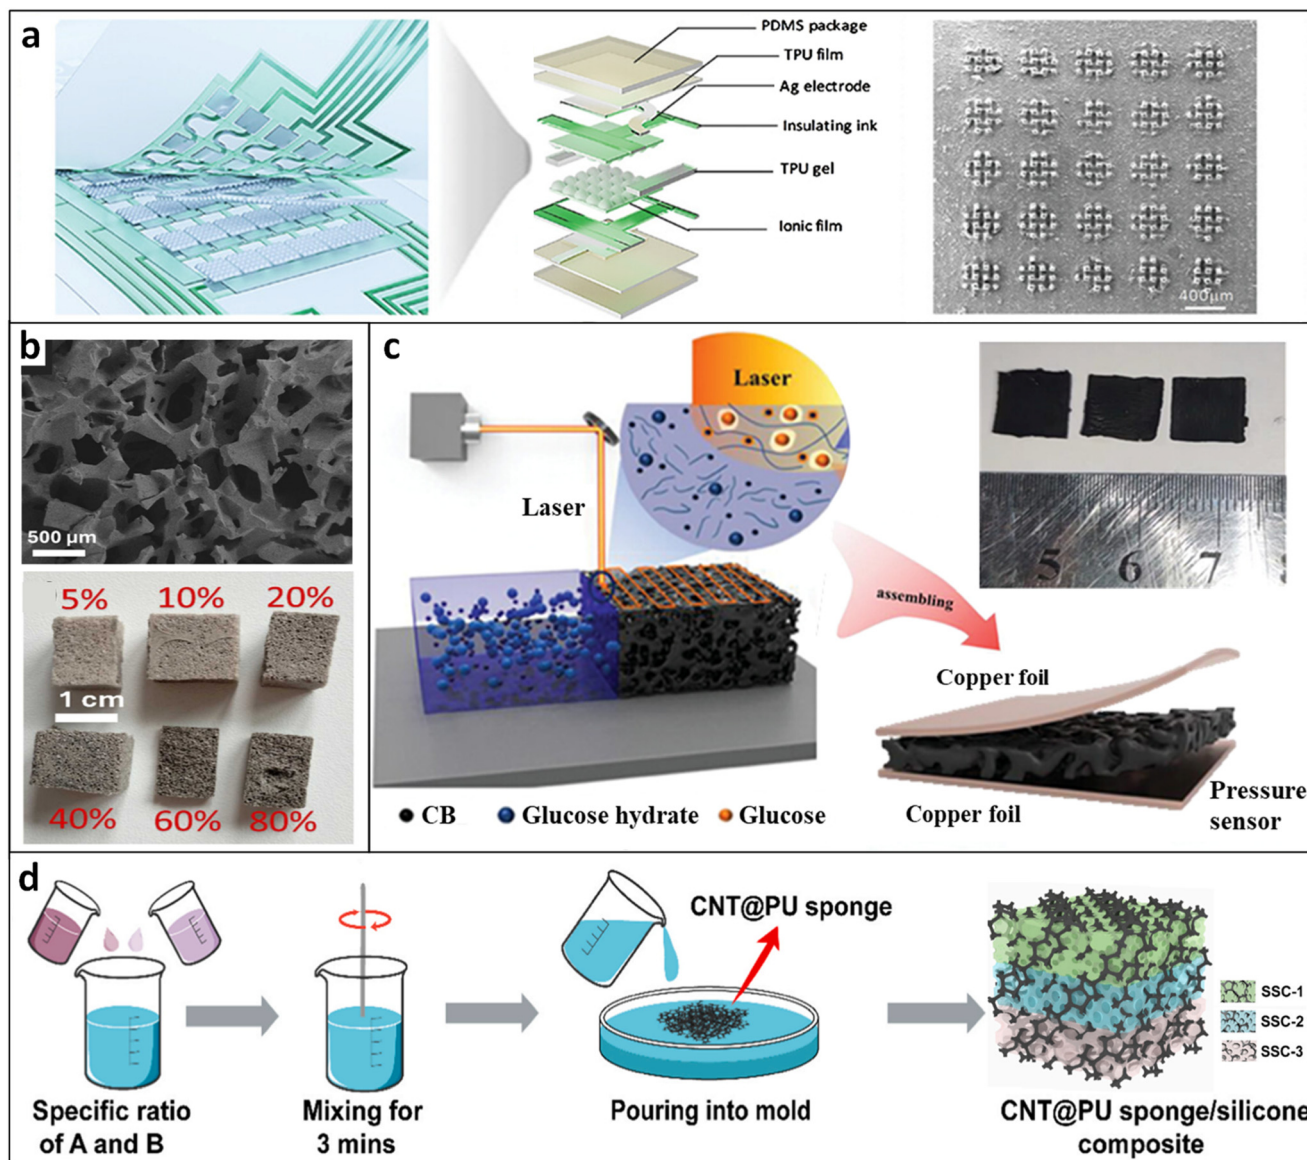 a
PDMS package
TPU film
Ag electrode
Insulating ink
TPU gel
Ionic film
400μm
b
500 μm
5% 10% 20%
1 cm
40% 60% 80%
c
Laser
Laser
assembling
5 6 7
Copper foil
Copper foil
Pressure
sensor
CB Glucose hydrate Glucose
d
CNT@PU sponge
SSC-1
SSC-2
SSC-3
Specific ratio
of A and B
Mixing for
3 mins
Pouring into mold
CNT@PU sponge/silicone
composite